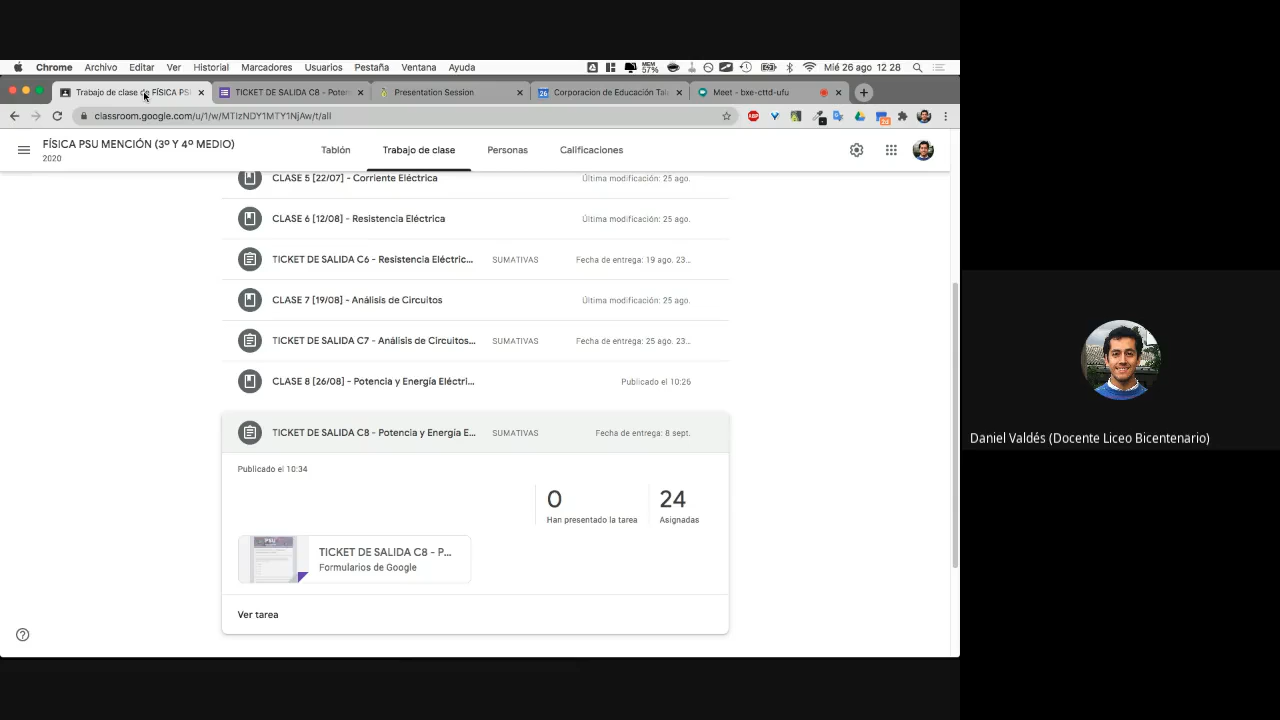 Chrome Archivo Editar Ver Historial Marcadores Usuarios Pestaña Ventana Ayuda MEM 57% Mié 26 ago 12 28
Trabajo de clase de FÍSICA PS TICKET DE SALIDA C8 - Poten Presentation Session Corporacion de Educación Tal Meet - bxe-cttd-ufu
classroom.google.com/u/1/w/MTIzNDY1MTY1NjAw/t/all
FÍSICA PSU MENCIÓN (3º Y 4º MEDIO)
2020
Tablón Trabajo de clase Personas Calificaciones
CLASE 5 [22/07] - Corriente Eléctrica Última modificación: 25 ago.
CLASE 6 [12/08] - Resistencia Eléctrica Última modificación: 25 ago.
TICKET DE SALIDA C6 - Resistencia Eléctric... SUMATIVAS Fecha de entrega: 19 ago. 23...
CLASE 7 [19/08] - Análisis de Circuitos Última modificación: 25 ago.
TICKET DE SALIDA C7 - Análisis de Circuitos... SUMATIVAS Fecha de entrega: 25 ago. 23...
CLASE 8 [26/08] - Potencia y Energía Eléctri... Publicado el 10:26
TICKET DE SALIDA C8 - Potencia y Energía E... SUMATIVAS Fecha de entrega: 8 sept.
Publicado el 10:34
0 24
Han presentado la tarea Asignadas
TICKET DE SALIDA C8 - P...
Formularios de Google
Ver tarea
Daniel Valdés (Docente Liceo Bicentenario)